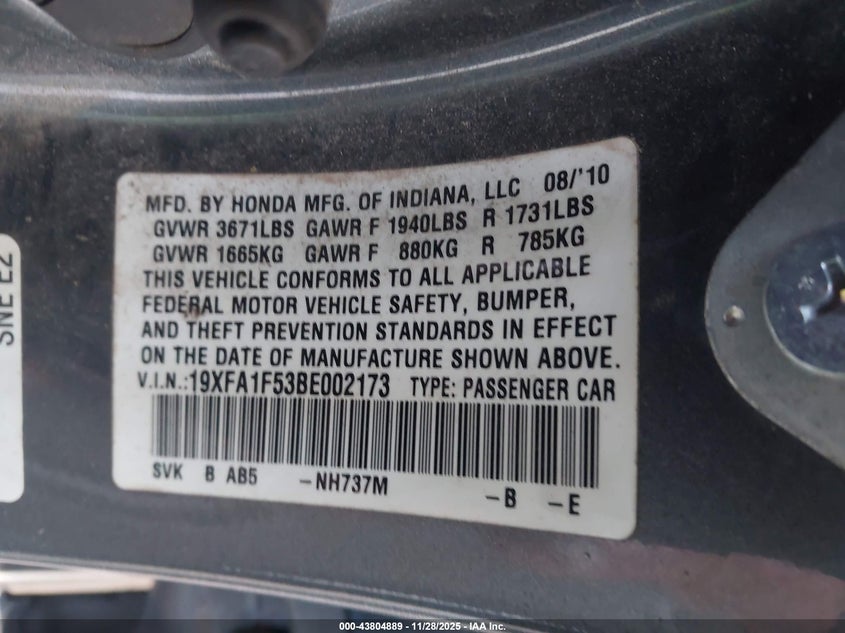 MFD. BY HONDA MFG. OF INDIANA, LLC 08/'10
GVWR 3671LBS GAWR F 1940LBS R 1731LBS
GVWR 1665KG GAWR F 880KG R 785KG
THIS VEHICLE CONFORMS TO ALL APPLICABLE
FEDERAL MOTOR VEHICLE SAFETY, BUMPER,
AND THEFT PREVENTION STANDARDS IN EFFECT
ON THE DATE OF MANUFACTURE SHOWN ABOVE.
V.I.N.:19XFA1F53BE002173 TYPE: PASSENGER CAR
SVK B AB5 -NH737M -B -E
SNE E2
000-43804889 | 11/28/2025 | IAA Inc.